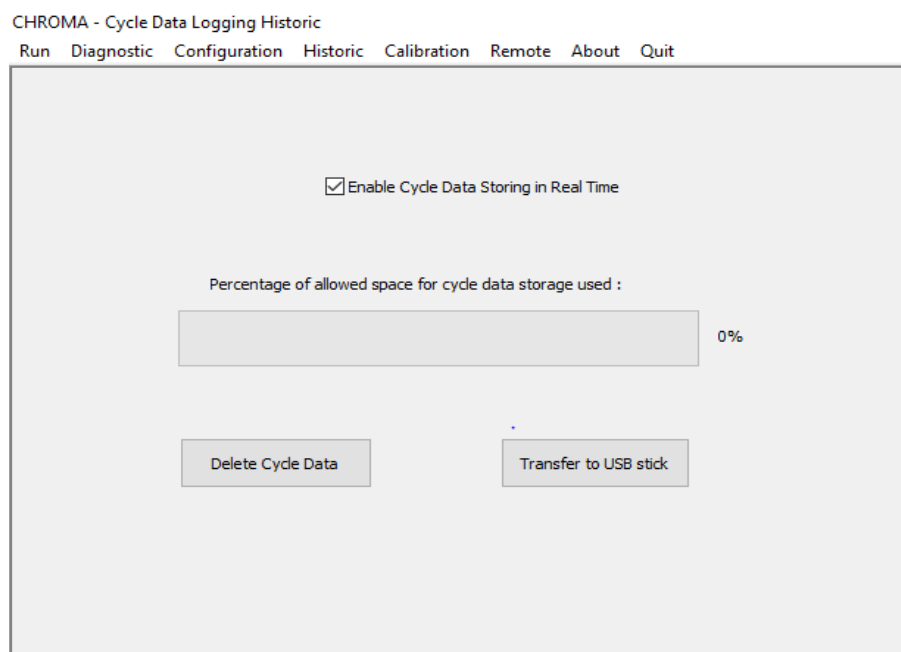 CHROMA - Cycle Data Logging Historic
Run Diagnostic Configuration Historic Calibration Remote About Quit
Enable Cycle Data Storing in Real Time
Percentage of allowed space for cycle data storage used :
0%
Delete Cycle Data Transfer to USB stick